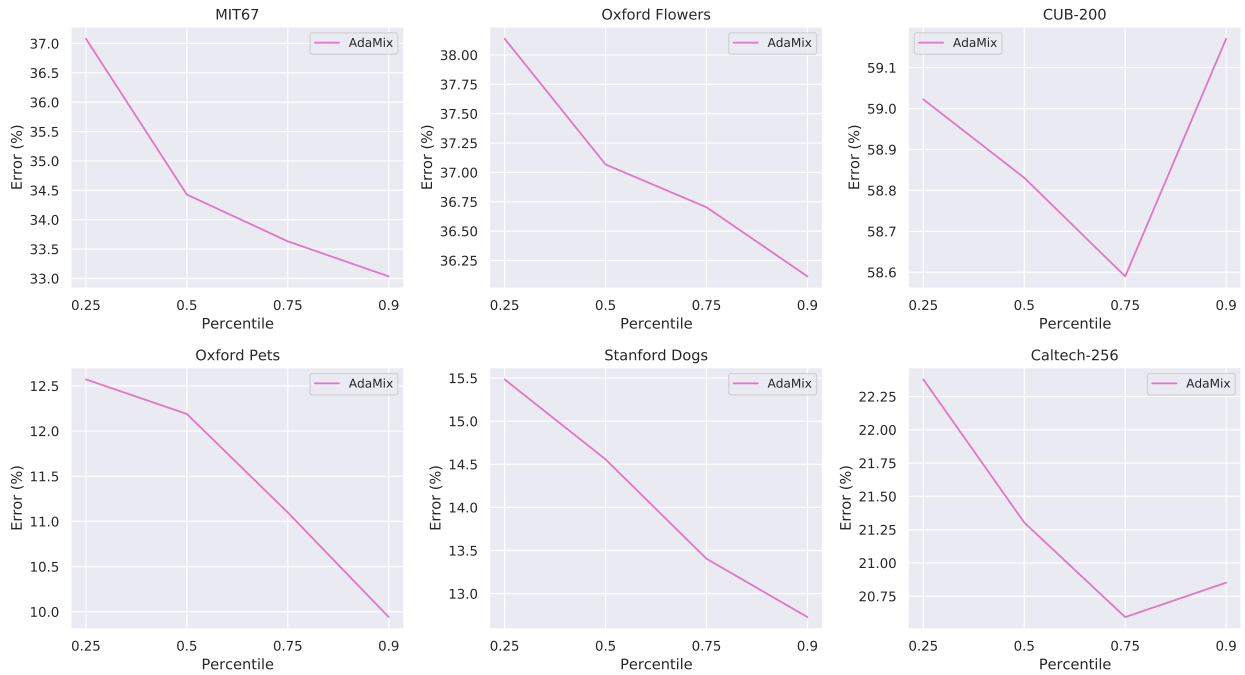 MIT67
AdaMix
37.0
36.5
36.0
35.5
35.0
34.5
34.0
33.5
33.0
Error (%)
0.25 0.5 0.75 0.9
Percentile
Oxford Flowers
AdaMix
38.00
37.75
37.50
37.25
37.00
36.75
36.50
36.25
Error (%)
0.25 0.5 0.75 0.9
Percentile
CUB-200
AdaMix
59.1
59.0
58.9
58.8
58.7
58.6
Error (%)
0.25 0.5 0.75 0.9
Percentile
Oxford Pets
AdaMix
12.5
12.0
11.5
11.0
10.5
10.0
Error (%)
0.25 0.5 0.75 0.9
Percentile
Stanford Dogs
AdaMix
15.5
15.0
14.5
14.0
13.5
13.0
Error (%)
0.25 0.5 0.75 0.9
Percentile
Caltech-256
AdaMix
22.25
22.00
21.75
21.50
21.25
21.00
20.75
Error (%)
0.25 0.5 0.75 0.9
Percentile